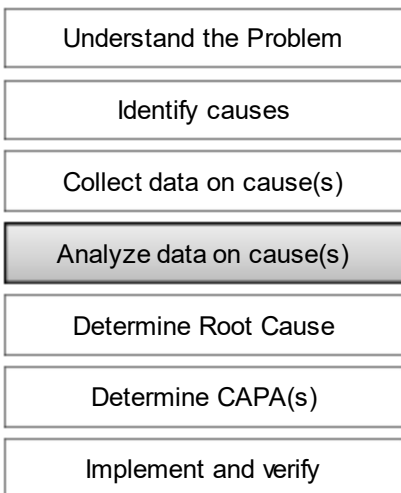 Understand the Problem
Identify causes
Collect data on cause(s)
Analyze data on cause(s)
Determine Root Cause
Determine CAPA(s)
Implement and verify